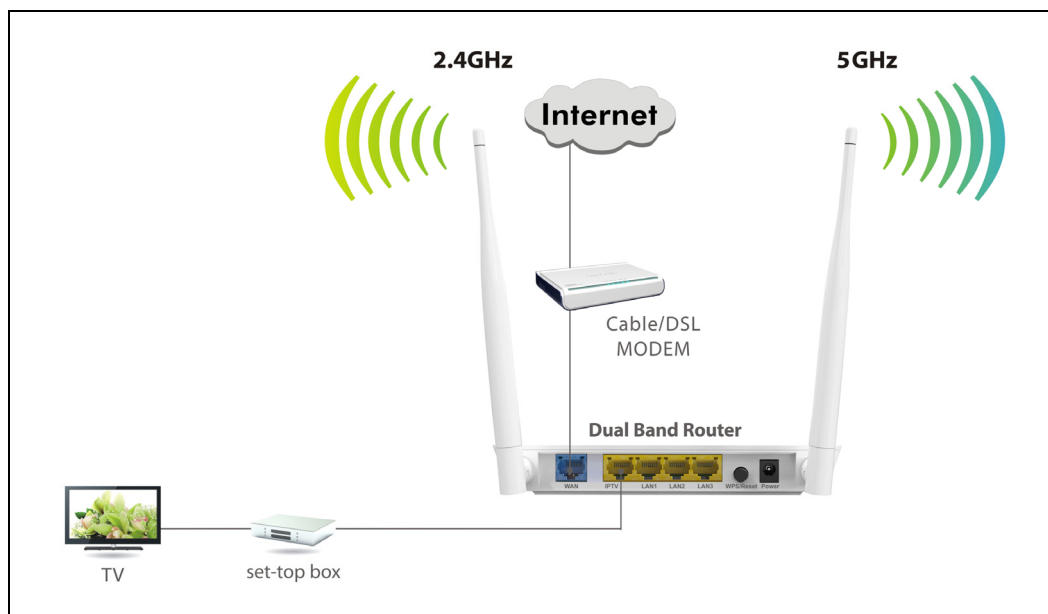 2.4GHz
5GHz
Internet
Cable/DSL
MODEM
Dual Band Router
WAN
IPTV
LAN1
LAN2
LAN3
WPS/Reset
Power
TV
set-top box